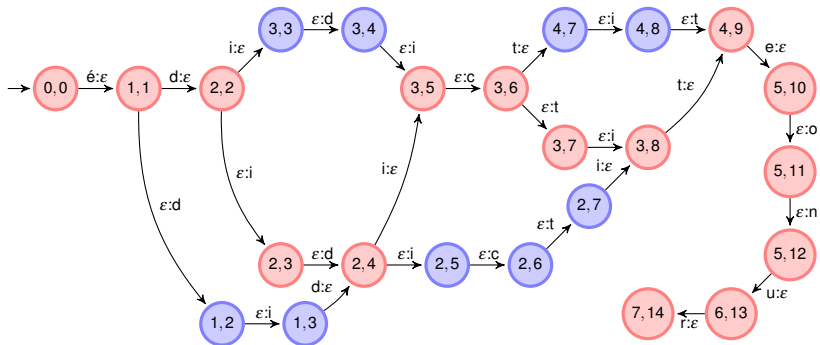 3, 3 ε:d 3, 4
4, 7 ε:i 4, 8 ε:t 4, 9
i:ε ε:i t:ε e:ε
0, 0 é:ε 1, 1 d:ε 2, 2 3, 5 ε:c 3, 6 t:ε 5, 10
ε:t ε:o
3, 7 ε:i 3, 8
ε:i i:ε i:ε 5, 11
ε:d 2, 7 ε:n
ε:t
2, 3 ε:d 2, 4 ε:i 2, 5 ε:c 2, 6 5, 12
d:ε u:ε
1, 2 ε:i 1, 3 7, 14 r:ε 6, 13